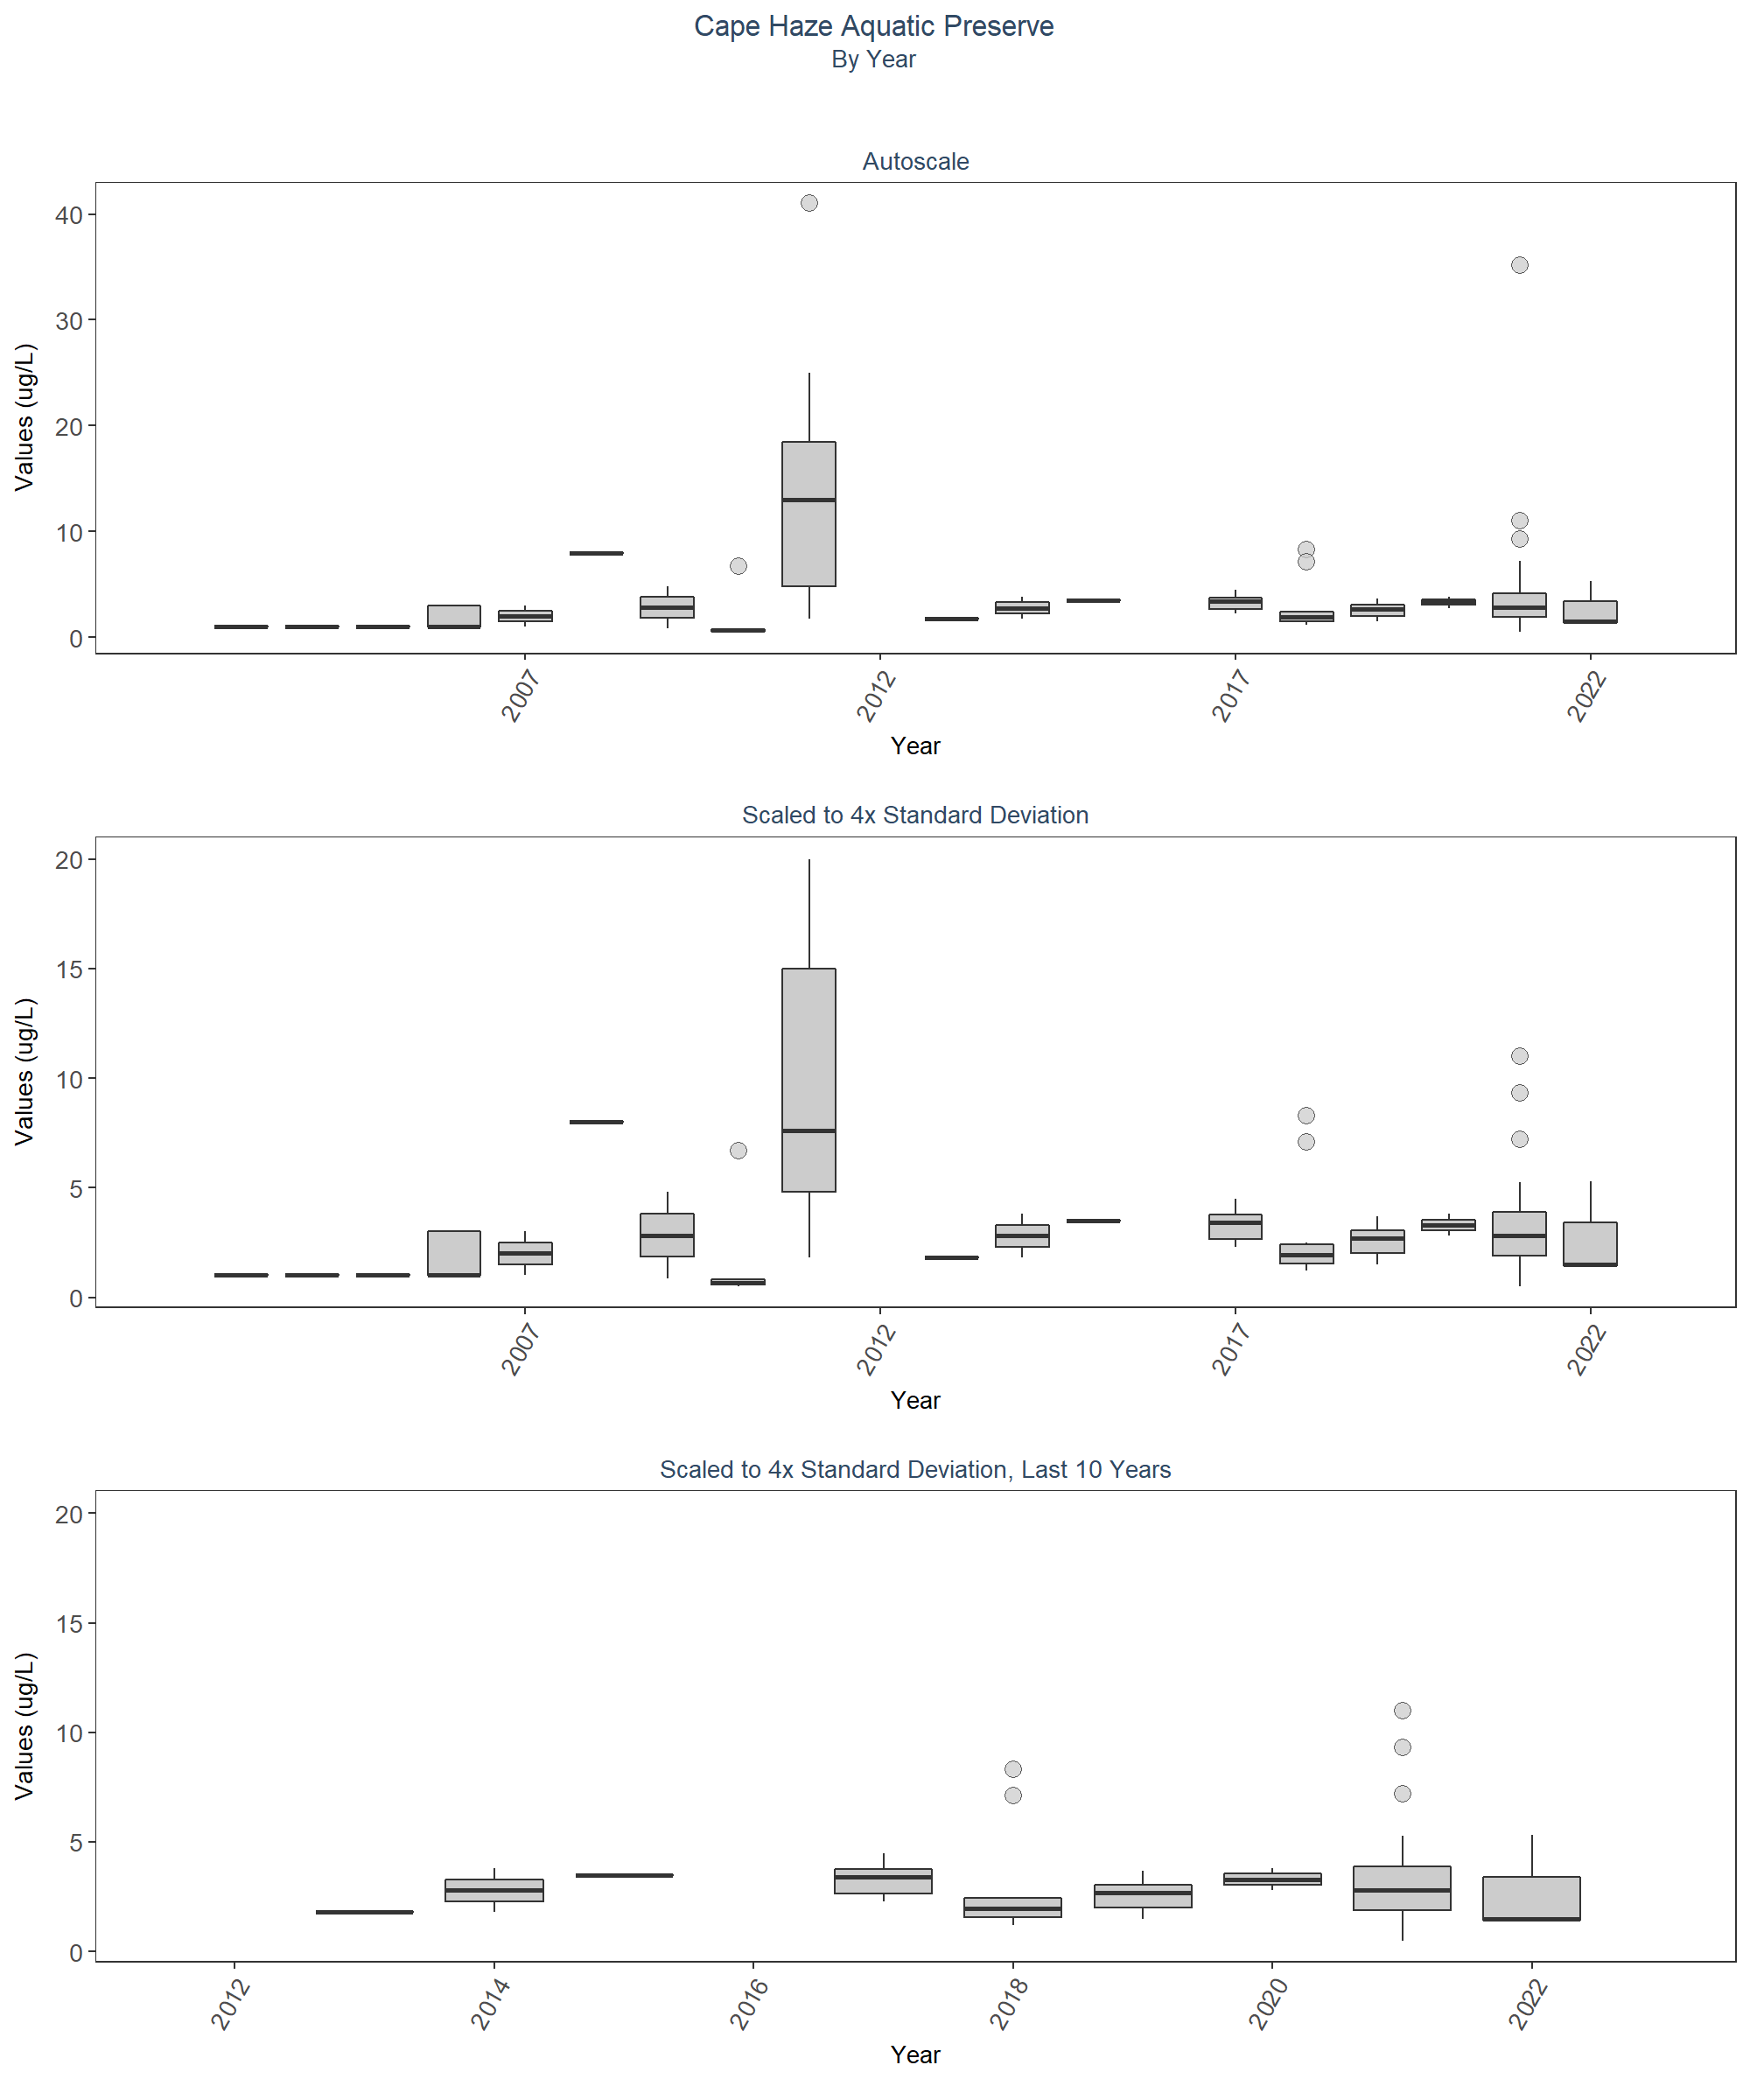 Cape Haze Aquatic Preserve
By Year
Autoscale
Values (ug/L)
40
30
20
10
0
2007
2012
2017
2022
Year
Scaled to 4x Standard Deviation
Values (ug/L)
20
15
10
5
0
2007
2012
2017
2022
Year
Scaled to 4x Standard Deviation, Last 10 Years
Values (ug/L)
20
15
10
5
0
2012
2014
2016
2018
2020
2022
Year